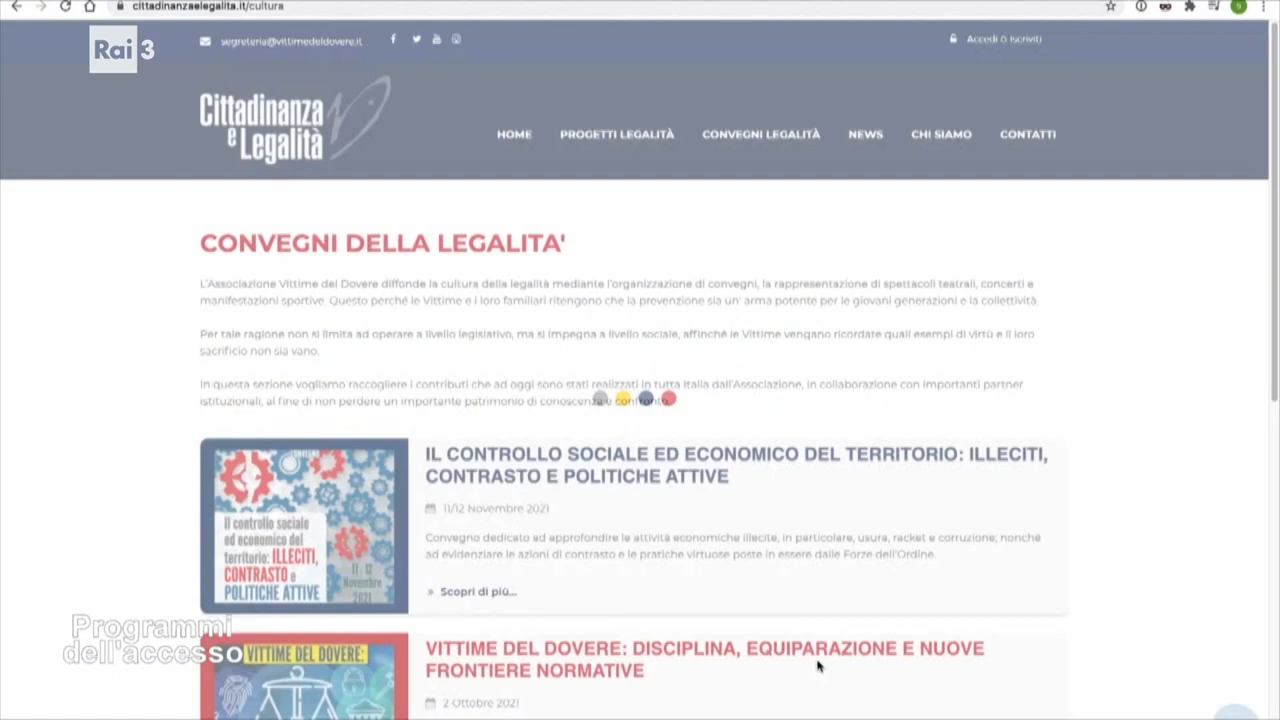 cittadinanzaelegalita.it/cultura
Rai 3
segreteria@vittimedeldovere.it
Accedi o Iscriviti
Cittadinanza
e Legalità
HOME PROGETTI LEGALITÀ CONVEGNI LEGALITÀ NEWS CHI SIAMO CONTATTI
CONVEGNI DELLA LEGALITA'
L'Associazione Vittime del Dovere diffonde la cultura della legalità mediante l'organizzazione di convegni, la rappresentazione di spettacoli teatrali, concerti e
manifestazioni sportive. Questo perché le Vittime e i loro familiari ritengono che la prevenzione sia un' arma potente per le giovani generazioni e la collettività.
Per tale ragione non si limita ad operare a livello legislativo, ma si impegna a livello sociale, affinché le Vittime vengano ricordate quali esempi di virtù e il loro
sacrificio non sia vano.
In questa sezione vogliamo raccogliere i contributi che ad oggi sono stati realizzati in tutta Italia dall'Associazione, in collaborazione con importanti partner
istituzionali, al fine di non perdere un importante patrimonio di conoscenza e confronto.
CONVEGNO
Il controllo sociale
ed economico del
territorio: ILLECITI,
CONTRASTO e
POLITICHE ATTIVE
11 - 12
Novembre
2021
IL CONTROLLO SOCIALE ED ECONOMICO DEL TERRITORIO: ILLECITI,
CONTRASTO E POLITICHE ATTIVE
11/12 Novembre 2021
Convegno dedicato ad approfondire le attività economiche illecite, in particolare, usura, racket e corruzione; nonché
ad evidenziare le azioni di contrasto e le pratiche virtuose poste in essere dalle Forze dell'Ordine.
» Scopri di più...
Programmi
dell'accesso
VITTIME DEL DOVERE:
VITTIME DEL DOVERE: DISCIPLINA, EQUIPARAZIONE E NUOVE
FRONTIERE NORMATIVE
2 Ottobre 2021